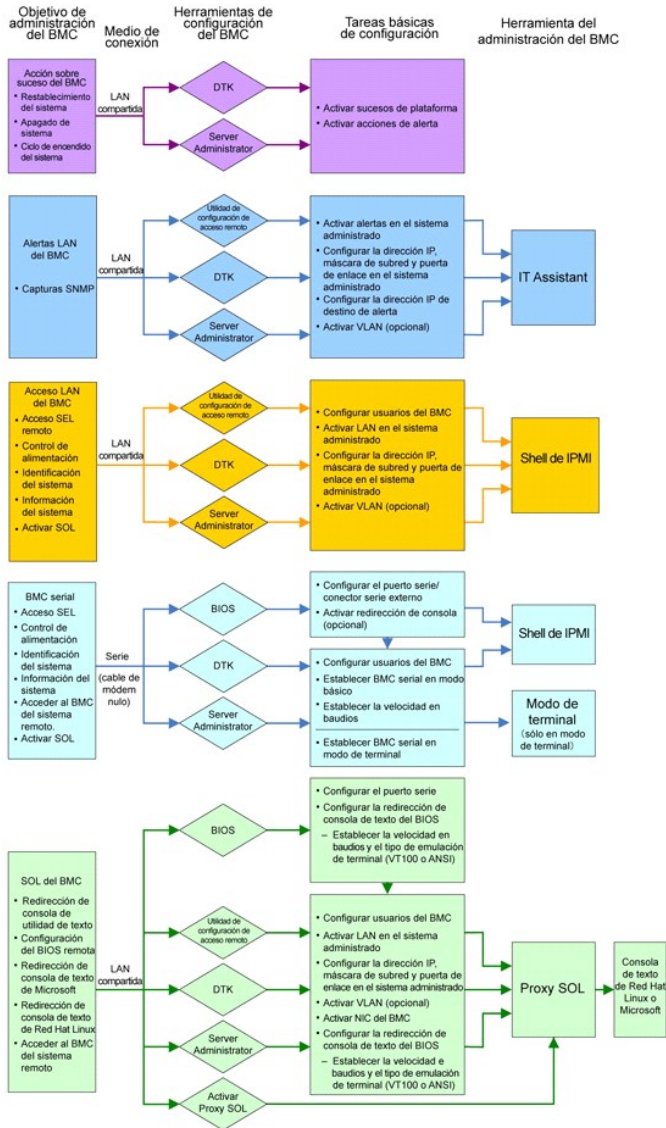 Objetivo de
administración
del BMC
Medio de
conexión
Herramientas de
configuración
del BMC
Tareas básicas
de configuración
Herramienta del
administración del BMC
Acción sobre
suceso del BMC
• Restablecimiento
del sistema
• Apagado de
sistema
• Ciclo de encendido
del sistema
LAN
compartida
DTK
Server
Administrator
• Activar sucesos de plataforma
• Activar acciones de alerta
Alertas LAN
del BMC
• Capturas SNMP
LAN
compartida
Utilidad de
configuración de
acceso remoto
DTK
Server
Administrator
• Activar alertas en el sistema
administrado
• Configurar la dirección IP,
máscara de subred y puerta
de enlace en el sistema
administrado
• Configurar la dirección IP de
destino de alerta
• Activar VLAN (opcional)
IT Assistant
Acceso LAN
del BMC
• Acceso SEL
remoto
• Control de
alimentación
• Identificación
del sistema
• Información
del sistema
• Activar SOL
LAN
compartida
Utilidad de
configuración de
acceso remoto
DTK
Server
Administrator
• Configurar usuarios del BMC
• Activar LAN en el sistema
administrado
• Configurar la dirección IP,
máscara de subred y puerta de
enlace en el sistema
administrado
• Activar VLAN (opcional)
Shell de IPMI
BMC serial
• Acceso SEL
• Control de
alimentación
• Identificación
del sistema
• Información del
sistema
• Acceder al BMC
del sistema
remoto.
• Activar SOL
Serie
(cable de
módem
nulo)
BIOS
DTK
Server
Administrator
• Configurar el puerto serie/
conector serie externo
• Activar redirección de consola
(opcional)
• Configurar usuarios del BMC
• Establecer BMC serial en modo
básico
• Establecer la velocidad en
baudios
• Establecer BMC serial en
modo de terminal
Shell de IPMI
Modo de
terminal
(sólo en modo
de terminal)
SOL del BMC
• Redirección de
consola de
utilidad de texto
• Configuración
del BIOS remota
• Redirección de
consola de texto
de Microsoft
• Redirección de
consola de texto
de Red Hat Linux
• Acceder al BMC
del sistema
remoto
LAN
compartida
BIOS
Utilidad de
configuración de
acceso remoto
DTK
Server
Administrator
Activar
Proxy SOL
• Configurar el puerto serie
• Configurar la redirección de
consola de texto del BIOS
– Establecer la velocidad en
baudios y el tipo de emulación
de terminal (VT100 o ANSI)
• Configurar usuarios del BMC
• Activar LAN en el sistema
administrado
• Configurar la dirección IP,
máscara de subred y puerta de
enlace en el sistema administrado
• Activar VLAN (opcional)
• Activar NIC del BMC
• Configurar la redirección de
consola de texto del BIOS
– Establecer la velocidad e
baudios y el tipo de emulación
de terminal (VT100 o ANSI)
Proxy SOL
Consola
de texto
de Red Hat
Linux o
Microsoft